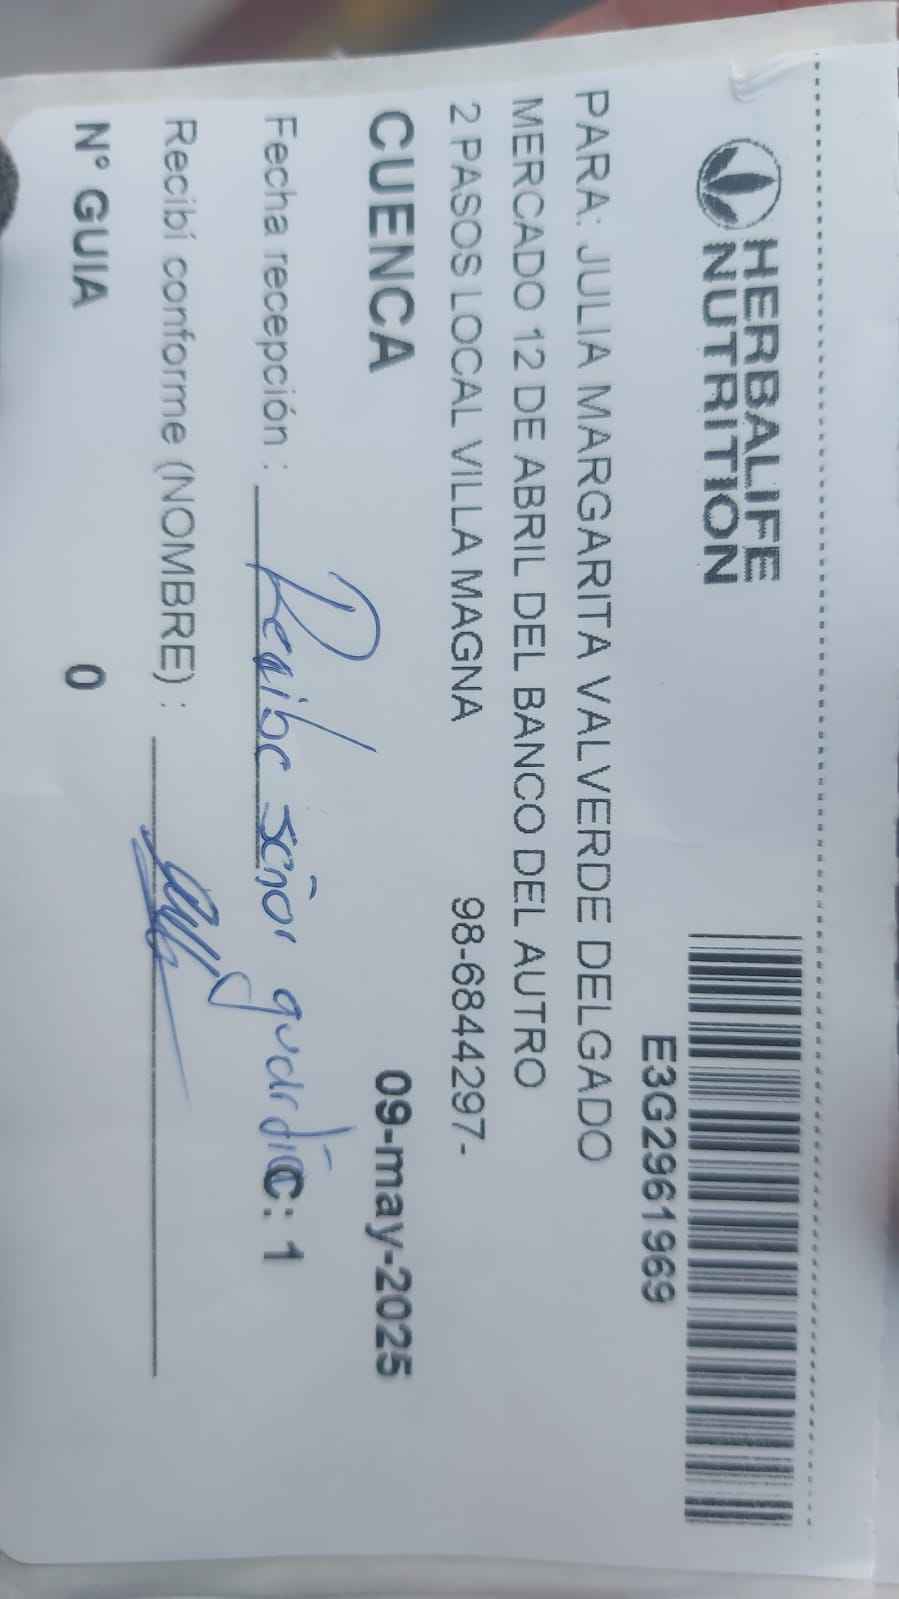 HERBALIFE
NUTRITION
E3G2961969
PARA: JULIA MARGARITA VALVERDE DELGADO
MERCADO 12 DE ABRIL DEL BANCO DEL AUTRO
2 PASOS LOCAL VILLA MAGNA 98-6844297-
CUENCA 09-may-2025
Fecha recepción : Recibe señor guardia C: 1
Recibí conforme (NOMBRE) :
N° GUIA 0